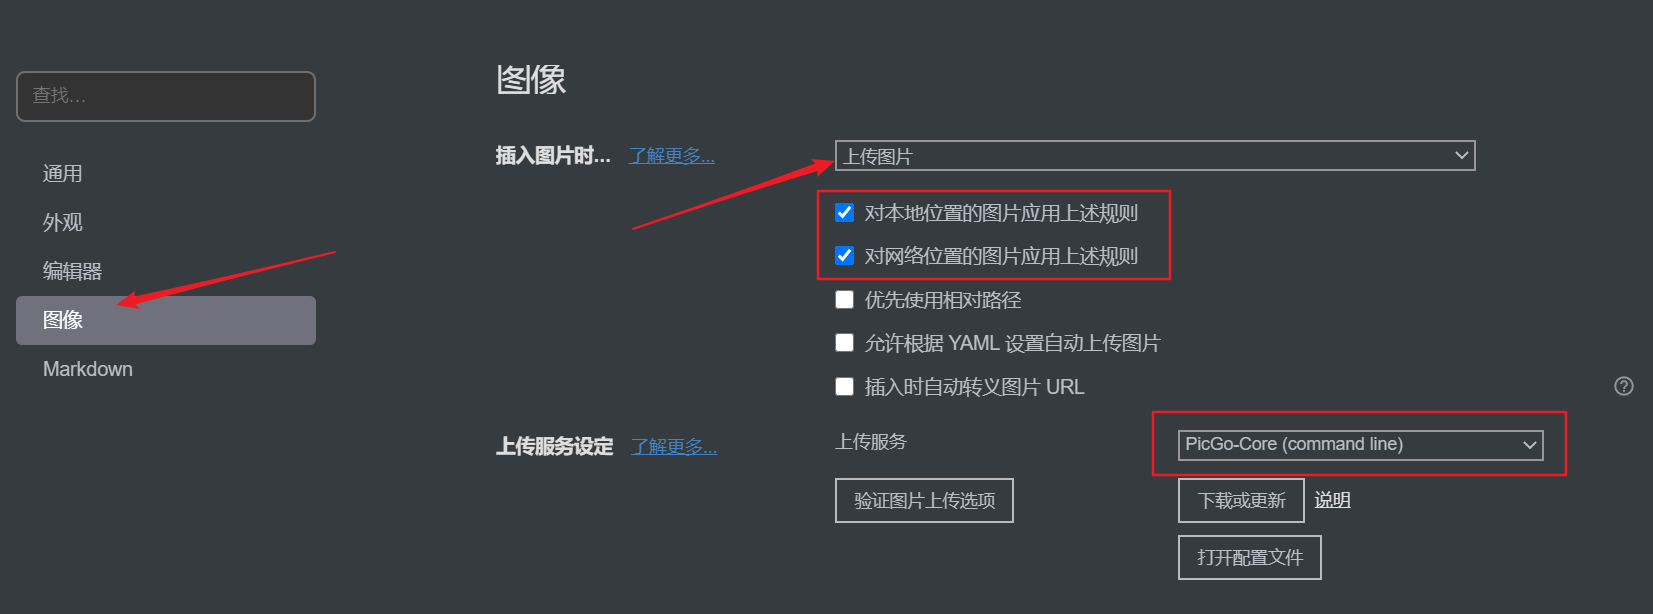 图像
查找...
插入图片时... 了解更多... 上传图片
通用
对本地位置的图片应用上述规则
外观
对网络位置的图片应用上述规则
编辑器
优先使用相对路径
图像
允许根据 YAML 设置自动上传图片
Markdown
插入时自动转义图片 URL
?
上传服务设定 了解更多... 上传服务 PicGo-Core (command line)
验证图片上传选项 下载或更新 说明
打开配置文件